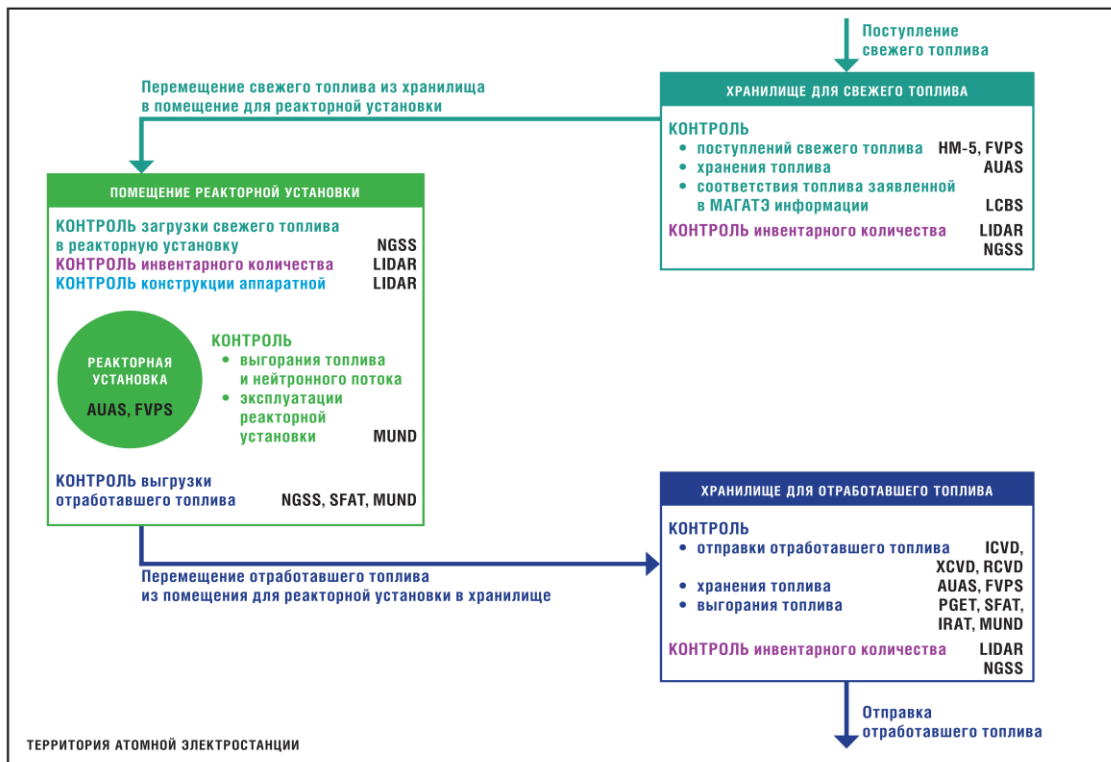 Поступление
свежего топлива
Перемещение свежего топлива из хранилища
в помещение для реакторной установки
ХРАНИЛИЩЕ ДЛЯ СВЕЖЕГО ТОПЛИВА
КОНТРОЛЬ
• поступлений свежего топлива HM-5, FVPS
• хранения топлива AUAS
• соответствия топлива заявленной
в МАГАТЭ информации LCBS
КОНТРОЛЬ инвентарного количества LIDAR
NGSS
ПОМЕЩЕНИЕ РЕАКТОРНОЙ УСТАНОВКИ
КОНТРОЛЬ загрузки свежего топлива
в реакторную установку NGSS
КОНТРОЛЬ инвентарного количества LIDAR
КОНТРОЛЬ конструкции аппаратной LIDAR
РЕАКТОРНАЯ
УСТАНОВКА
AUAS, FVPS
КОНТРОЛЬ
• выгорания топлива
и нейтронного потока
• эксплуатации
реакторной
установки MUND
КОНТРОЛЬ выгрузки
отработавшего топлива NGSS, SFAT, MUND
Перемещение отработавшего топлива
из помещения для реакторной установки в хранилище
ХРАНИЛИЩЕ ДЛЯ ОТРАБОТАВШЕГО ТОПЛИВА
КОНТРОЛЬ
• отправки отработавшего топлива ICVD,
XCVD, RCVD
• хранения топлива AUAS, FVPS
• выгорания топлива PGET, SFAT,
IRAT, MUND
КОНТРОЛЬ инвентарного количества LIDAR
NGSS
Отправка
отработавшего топлива
ТЕРРИТОРИЯ АТОМНОЙ ЭЛЕКТРОСТАНЦИИ